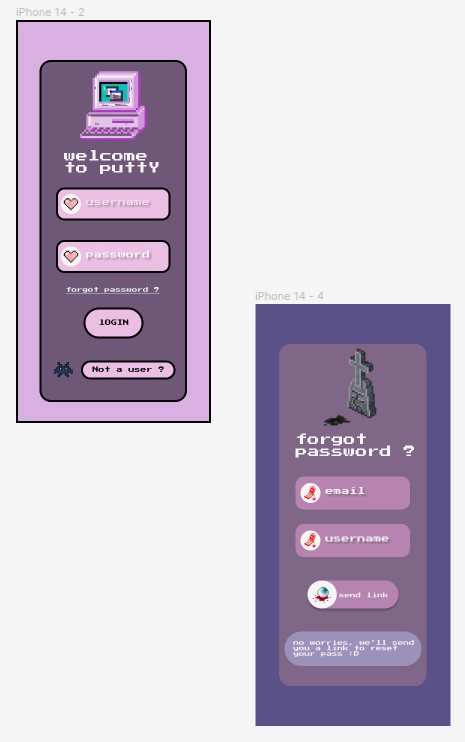 iPhone 14 - 2
welcome
to puttY
username
password
forgot password ?
lOGIN
Not a user ?
iPhone 14 - 4
forgot
password ?
email
username
send link
no worries, we'll send
you a link to reset
your pass :D